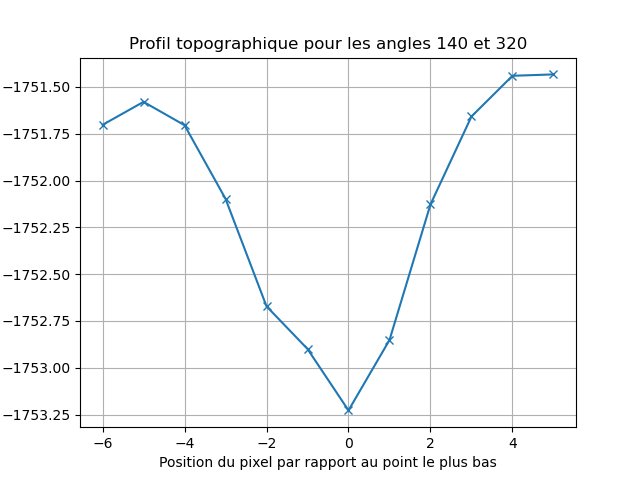 Profil topographique pour les angles 140 et 320
−1751.50
−1751.75
−1752.00
−1752.25
−1752.50
−1752.75
−1753.00
−1753.25
−6 −4 −2 0 2 4
Position du pixel par rapport au point le plus bas